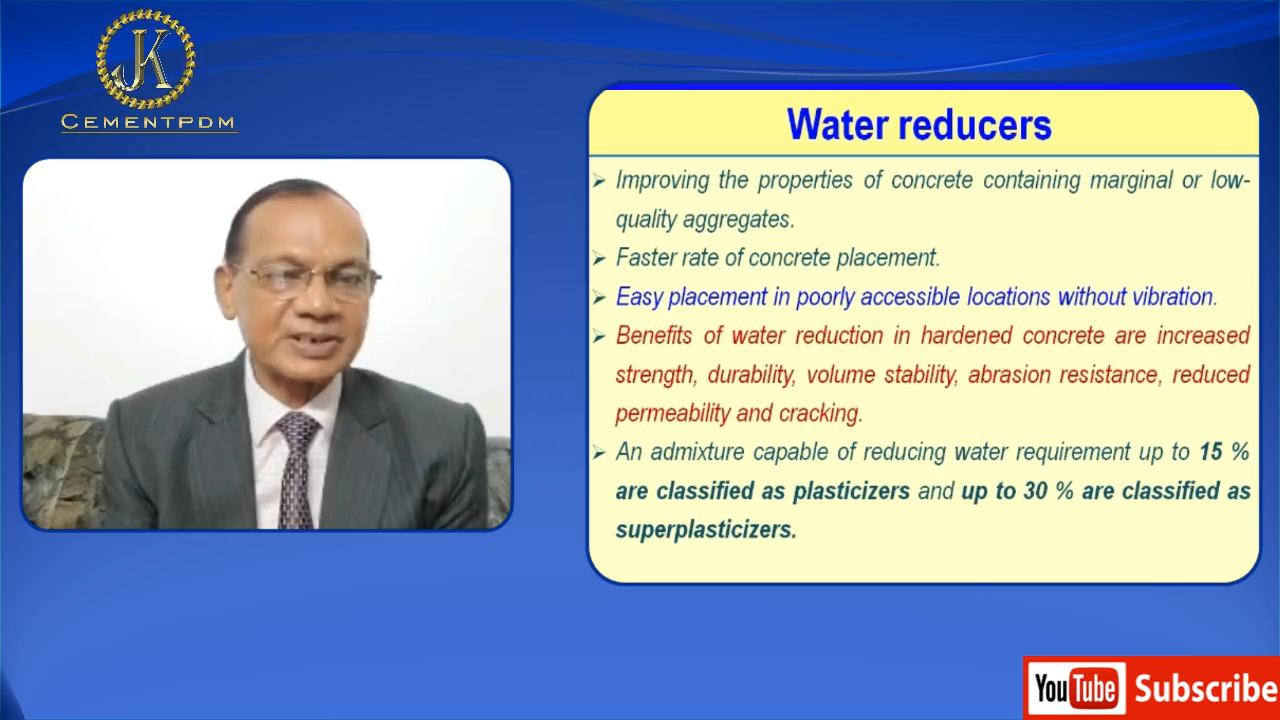 JK
CEMENTPDM
Water reducers
➢ Improving the properties of concrete containing marginal or low-
quality aggregates.
➢ Faster rate of concrete placement.
➢ Easy placement in poorly accessible locations without vibration.
➢ Benefits of water reduction in hardened concrete are increased
strength, durability, volume stability, abrasion resistance, reduced
permeability and cracking.
➢ An admixture capable of reducing water requirement up to 15 %
are classified as plasticizers and up to 30 % are classified as
superplasticizers.
YouTube Subscribe